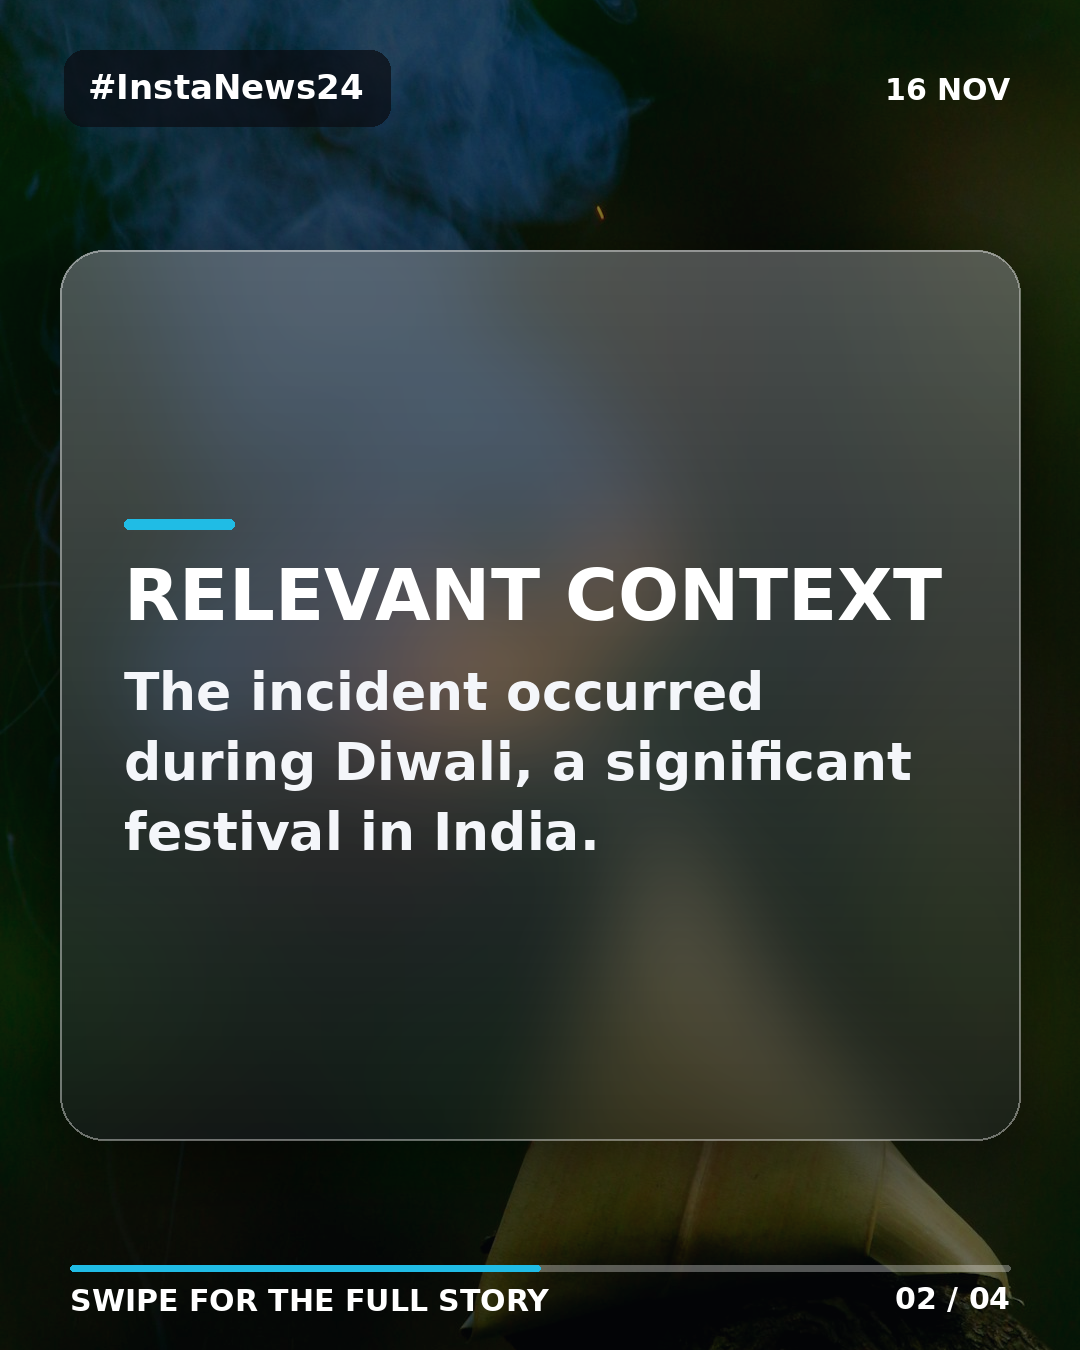 #InstaNews24
16 NOV
RELEVANT CONTEXT
The incident occurred
during Diwali, a significant
festival in India.
SWIPE FOR THE FULL STORY
02 / 04